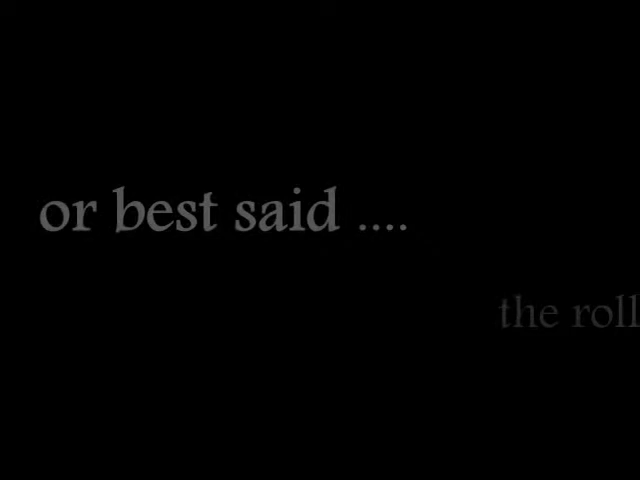 or best said ....
the roll